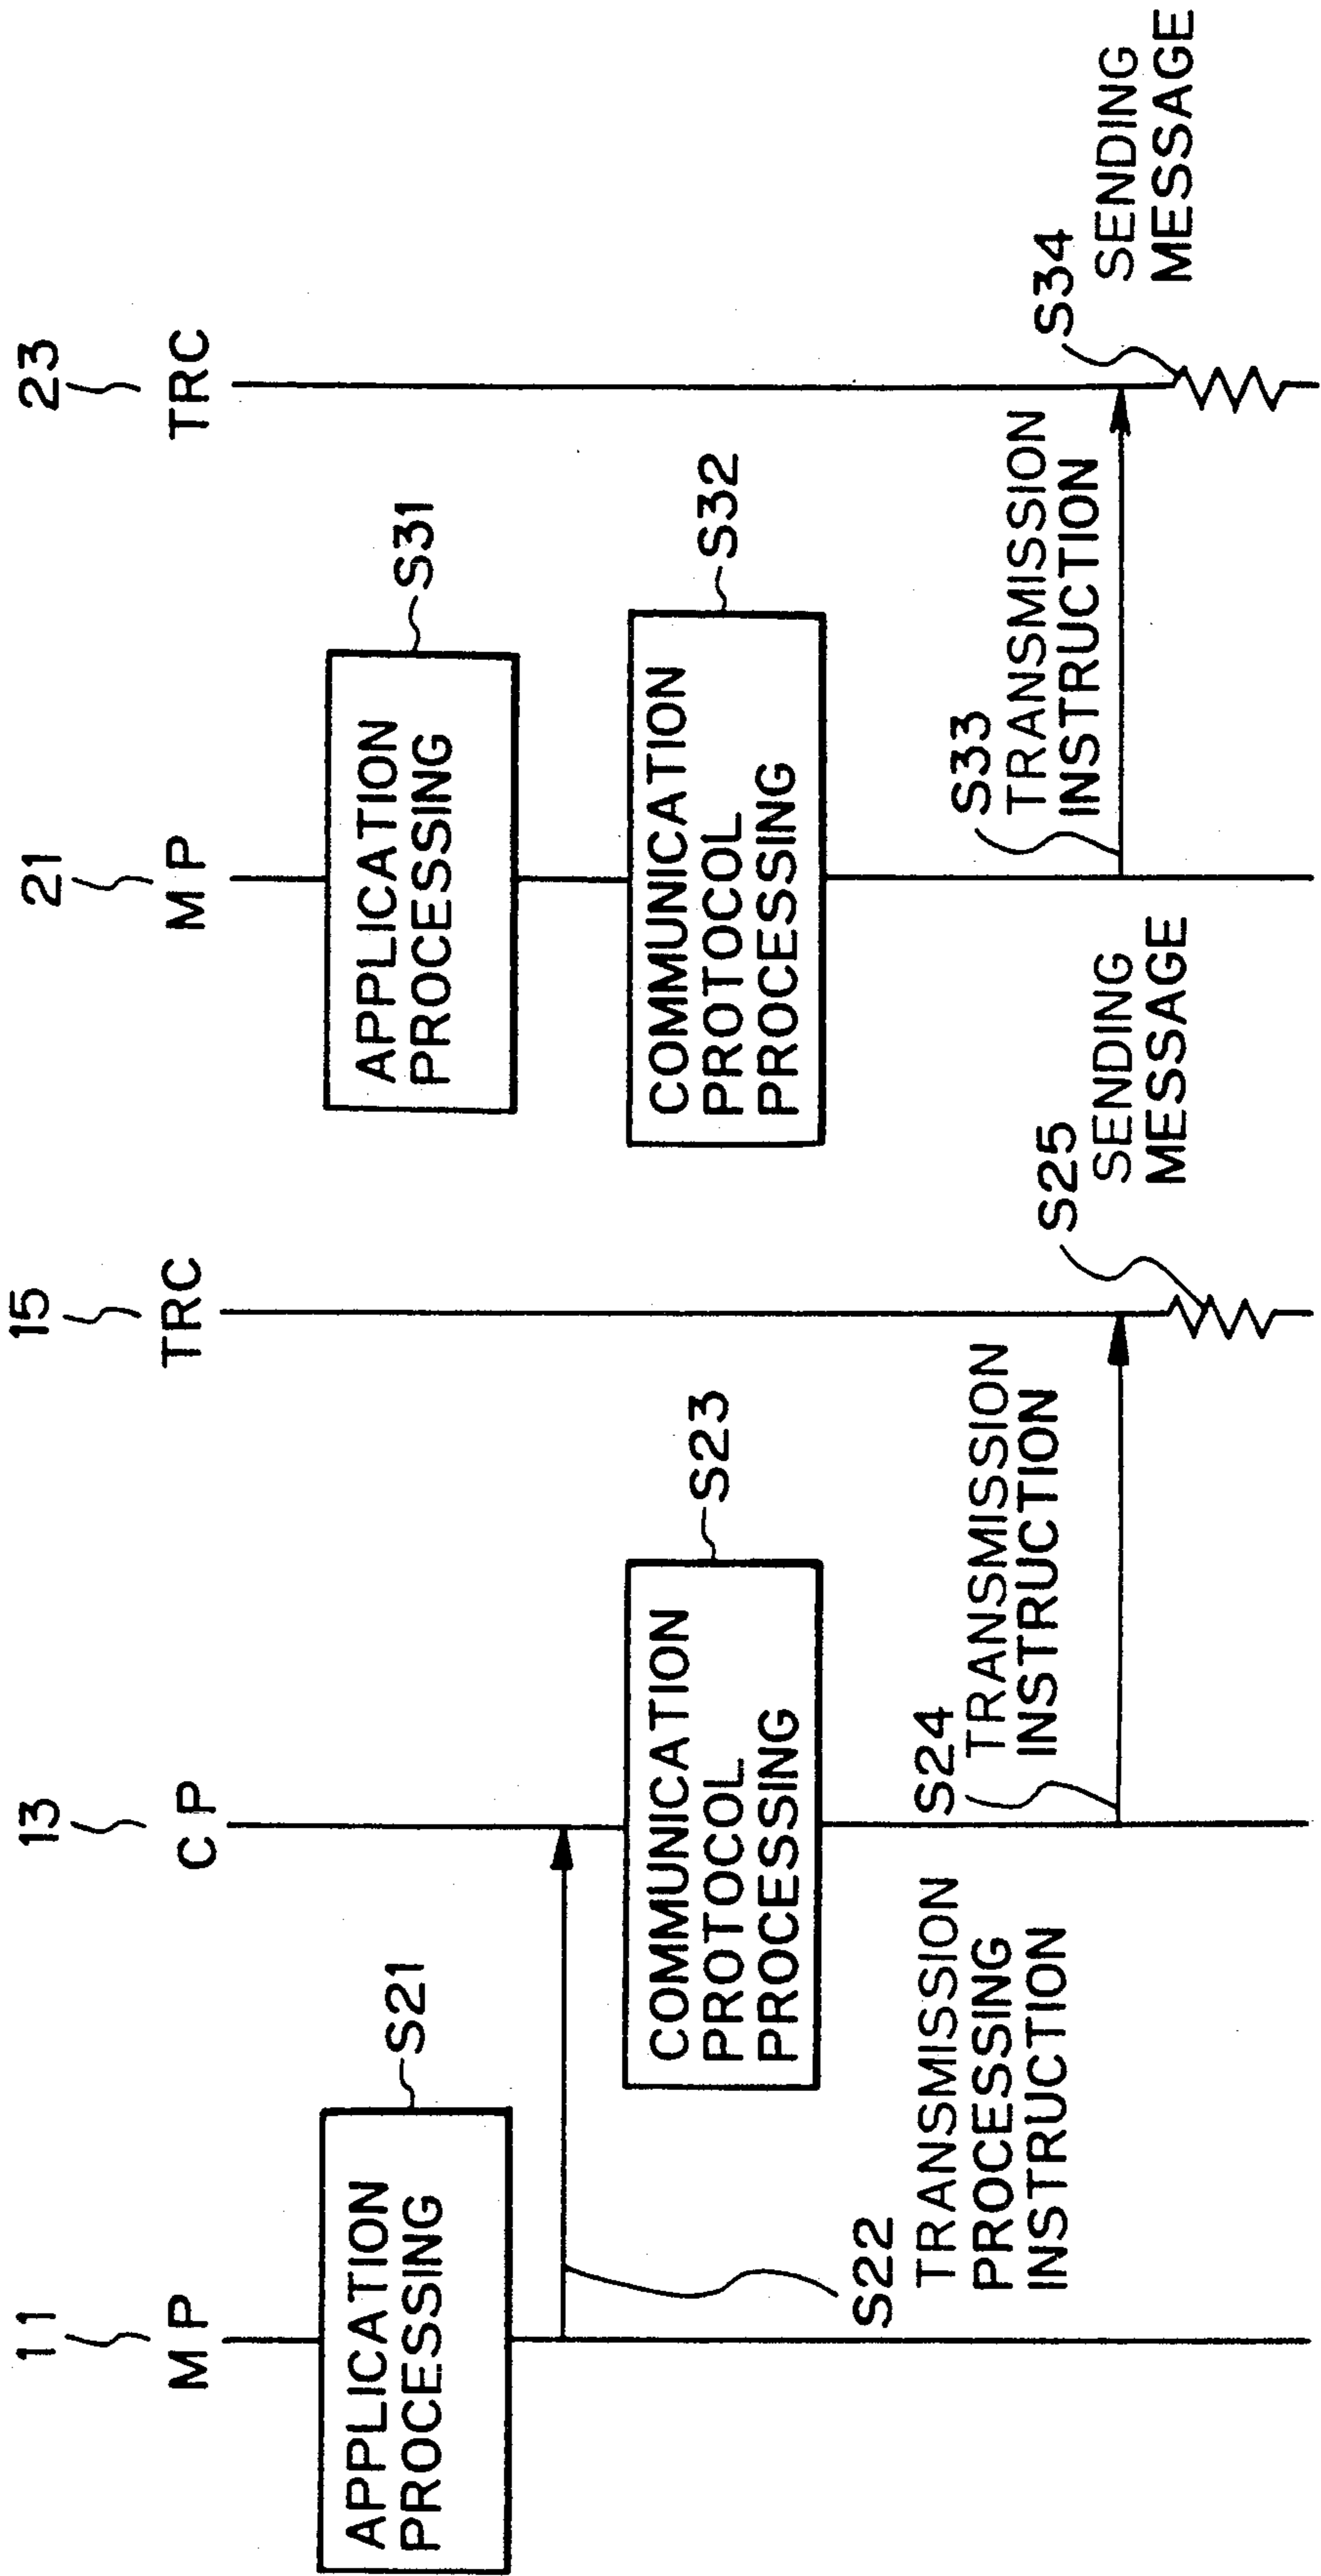 11
MP
APPLICATION
PROCESSING
S21
S22
TRANSMISSION
PROCESSING
INSTRUCTION
13
CP
COMMUNICATION
PROTOCOL
PROCESSING
S23
S24
TRANSMISSION
INSTRUCTION
15
TRC
S25
SENDING
MESSAGE
21
MP
APPLICATION
PROCESSING
S31
COMMUNICATION
PROTOCOL
PROCESSING
S32
S33
TRANSMISSION
INSTRUCTION
23
TRC
S34
SENDING
MESSAGE